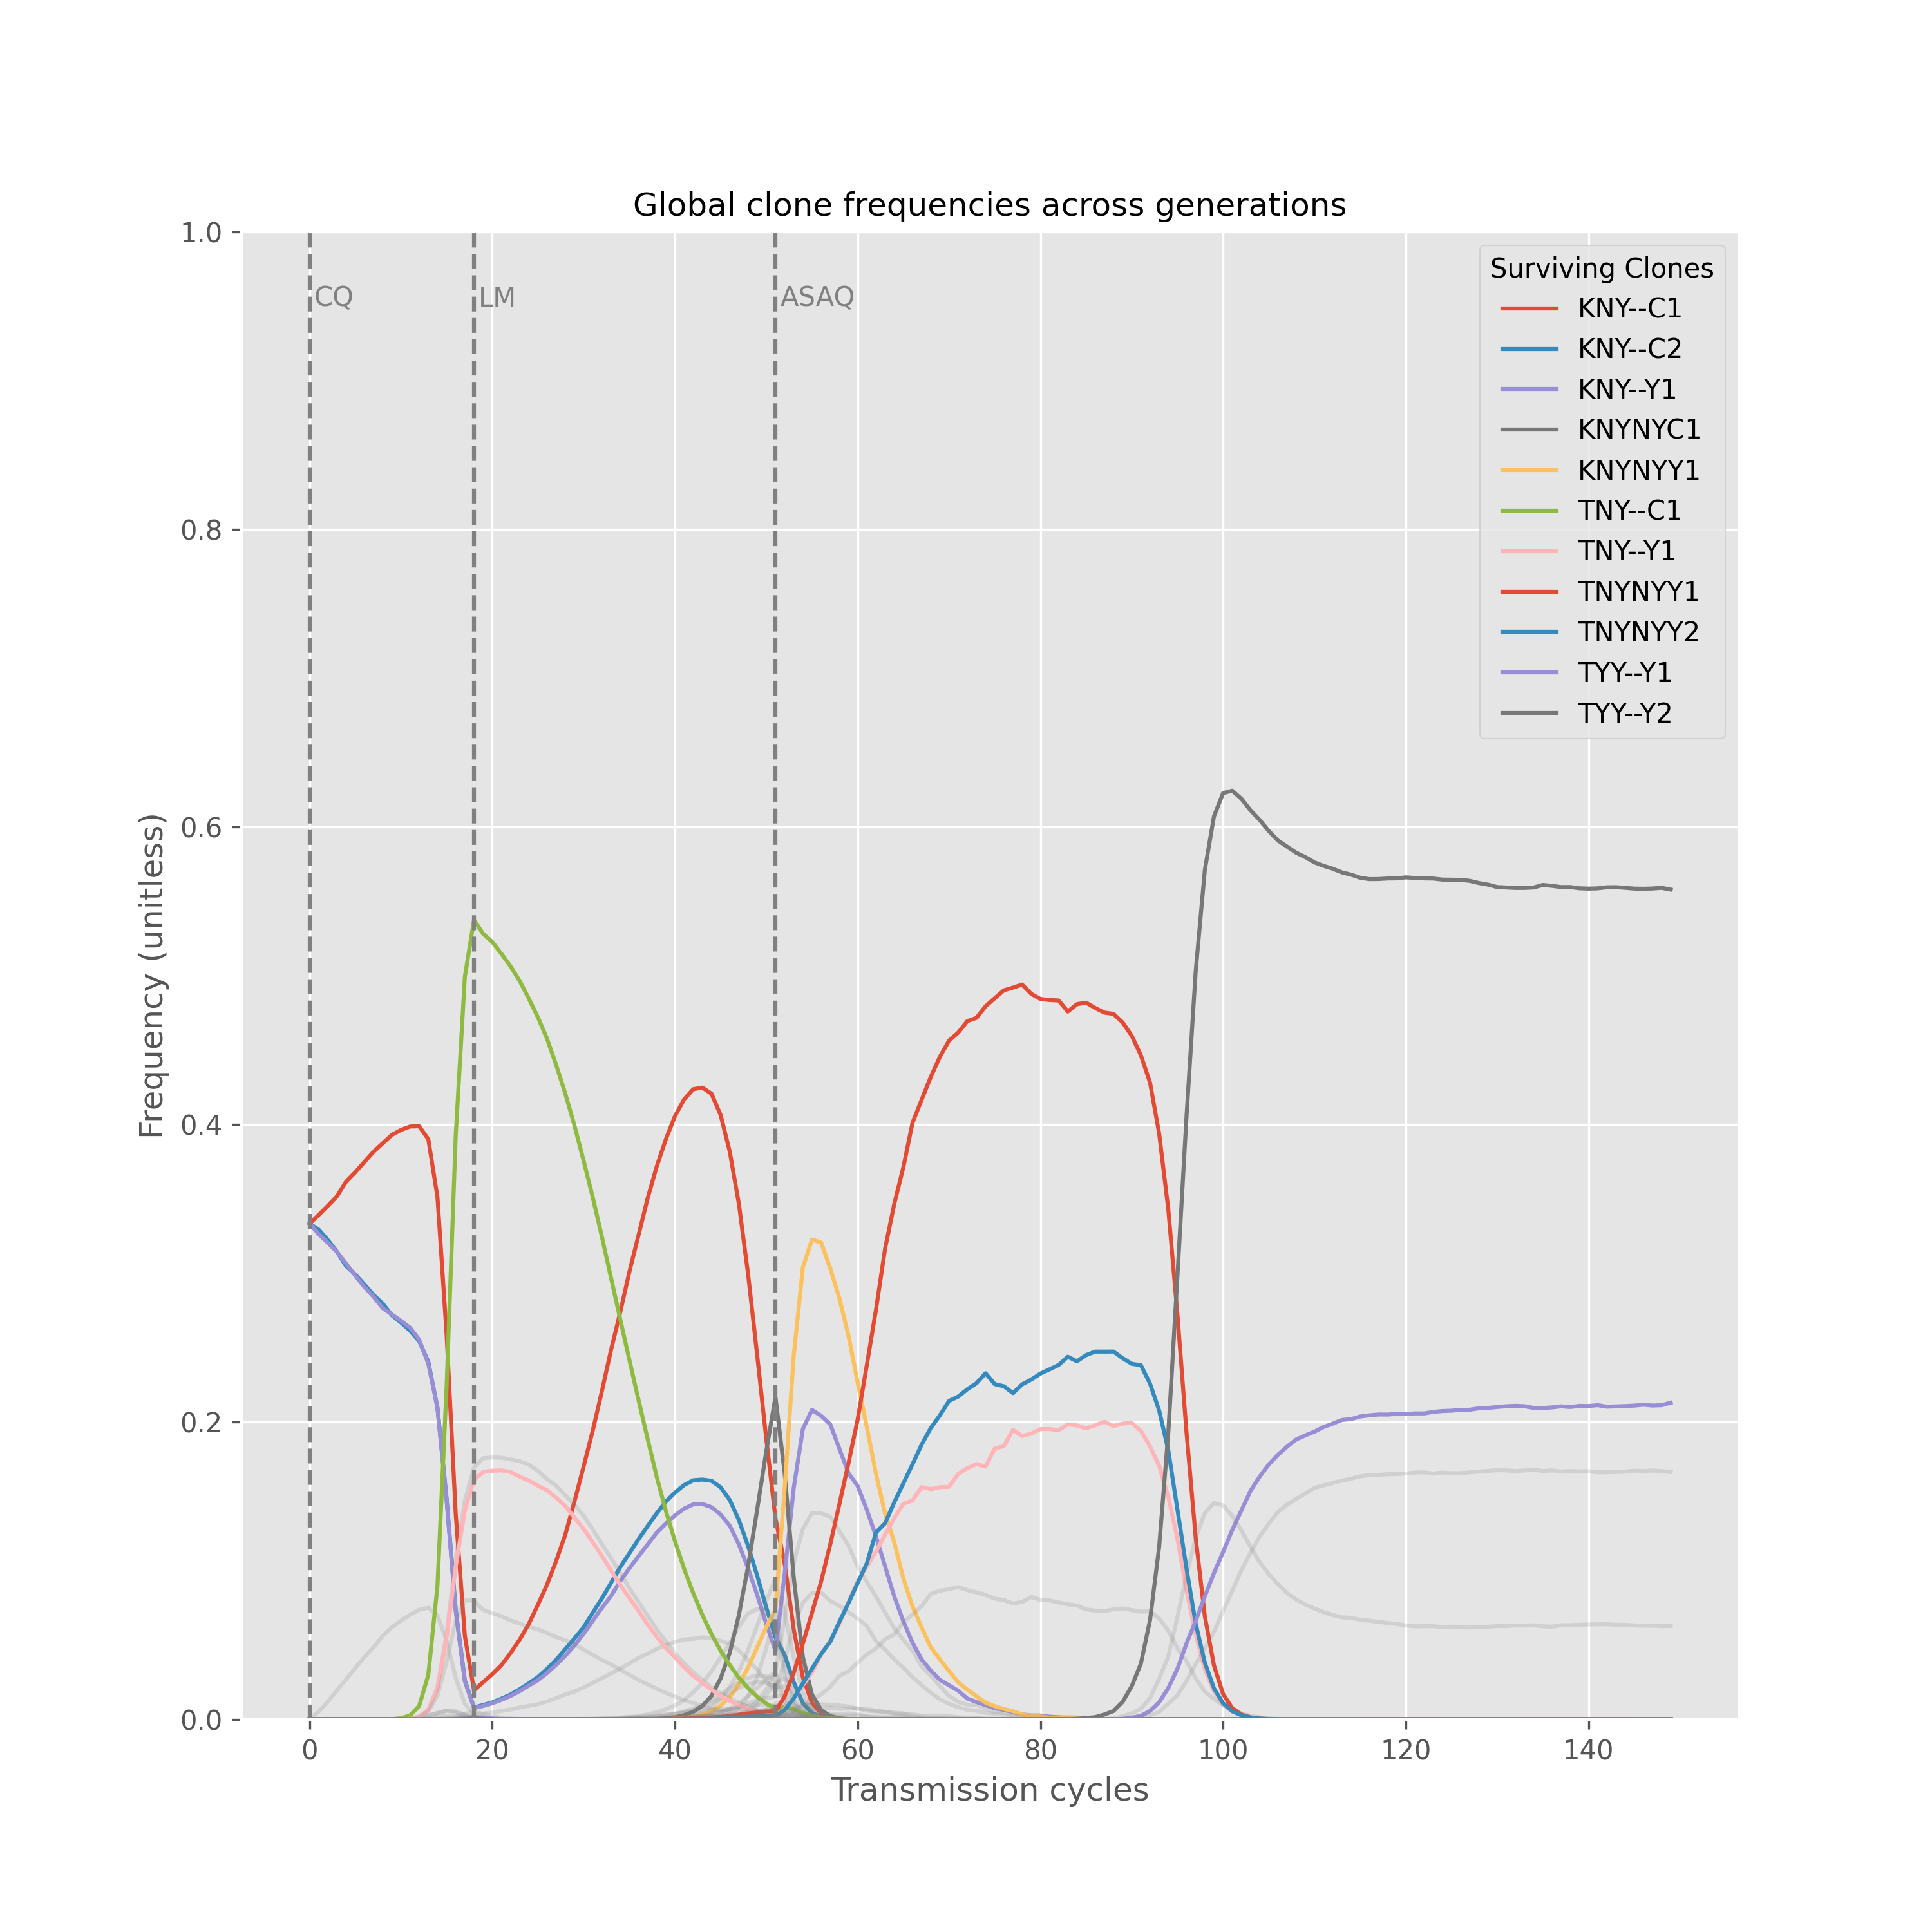 Global clone frequencies across generations
1.0
0.8
0.6
0.4
0.2
0.0
Frequency (unitless)
CQ
LM
ASAQ
Surviving Clones
KNY--C1
KNY--C2
KNY--Y1
KNYNYC1
KNYNYY1
TNY--C1
TNY--Y1
TNYNYY1
TNYNYY2
TYY--Y1
TYY--Y2
0 20 40 60 80 100 120 140
Transmission cycles